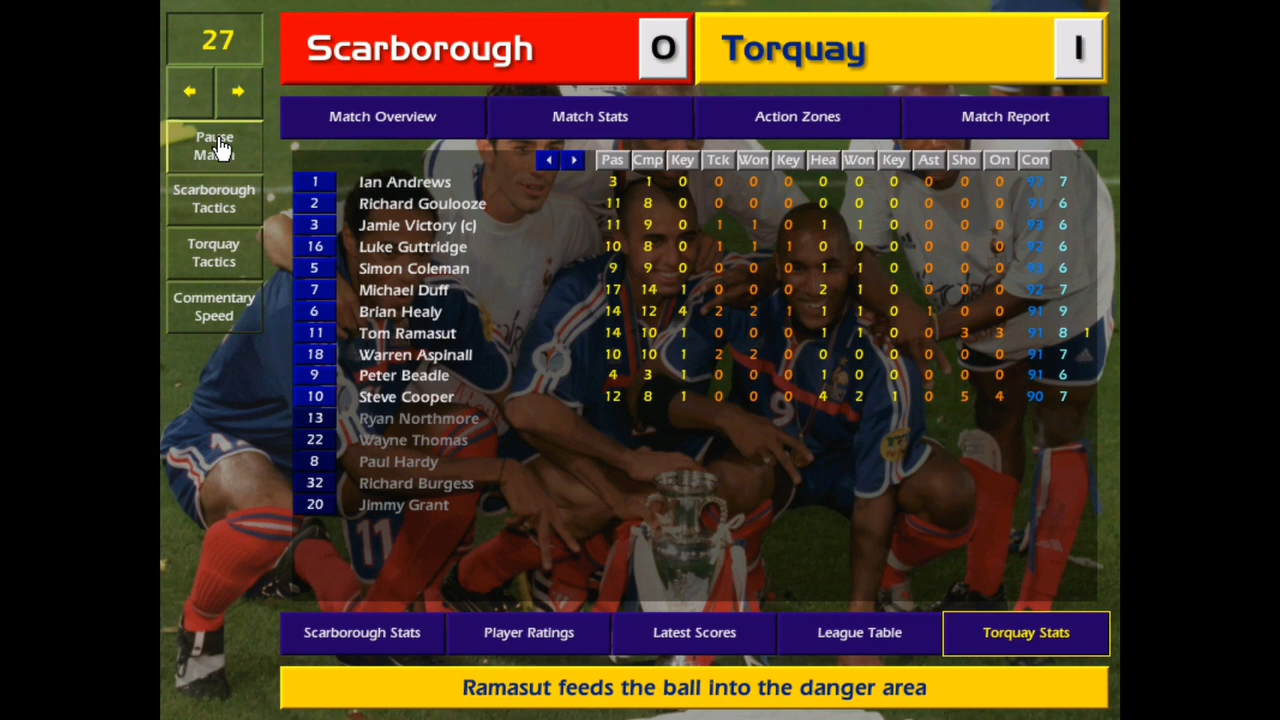 27
Scarborough 0 Torquay 1
Match Overview Match Stats Action Zones Match Report
Pause
Scarborough
Tactics
Torquay
Tactics
Commentary
Speed
Pas Cmp Key Tck Won Key Hea Won Key Ast Sho On Con
1 Ian Andrews 3 1 0 0 0 0 0 0 0 0 0 0 97 7
2 Richard Goulooze 11 8 0 0 0 0 0 0 0 0 0 0 91 6
3 Jamie Victory (c) 11 9 0 1 1 0 1 1 0 0 0 0 93 6
16 Luke Guttridge 10 8 0 1 1 1 0 0 0 0 0 0 92 6
5 Simon Coleman 9 9 0 0 0 0 1 1 0 0 0 0 93 6
7 Michael Duff 17 14 1 0 0 0 2 1 0 0 0 0 92 7
6 Brian Healy 14 12 4 2 2 1 1 1 0 1 0 0 91 9
11 Tom Ramasut 14 10 1 0 0 0 1 1 0 0 3 3 91 8 1
18 Warren Aspinall 10 10 1 2 2 0 0 0 0 0 0 0 91 7
9 Peter Beadle 4 3 1 0 0 0 1 0 0 0 0 0 91 6
10 Steve Cooper 12 8 1 0 0 0 4 2 1 0 5 4 90 7
13 Ryan Northmore
22 Wayne Thomas
8 Paul Hardy
32 Richard Burgess
20 Jimmy Grant
Scarborough Stats Player Ratings Latest Scores League Table Torquay Stats
Ramasut feeds the ball into the danger area